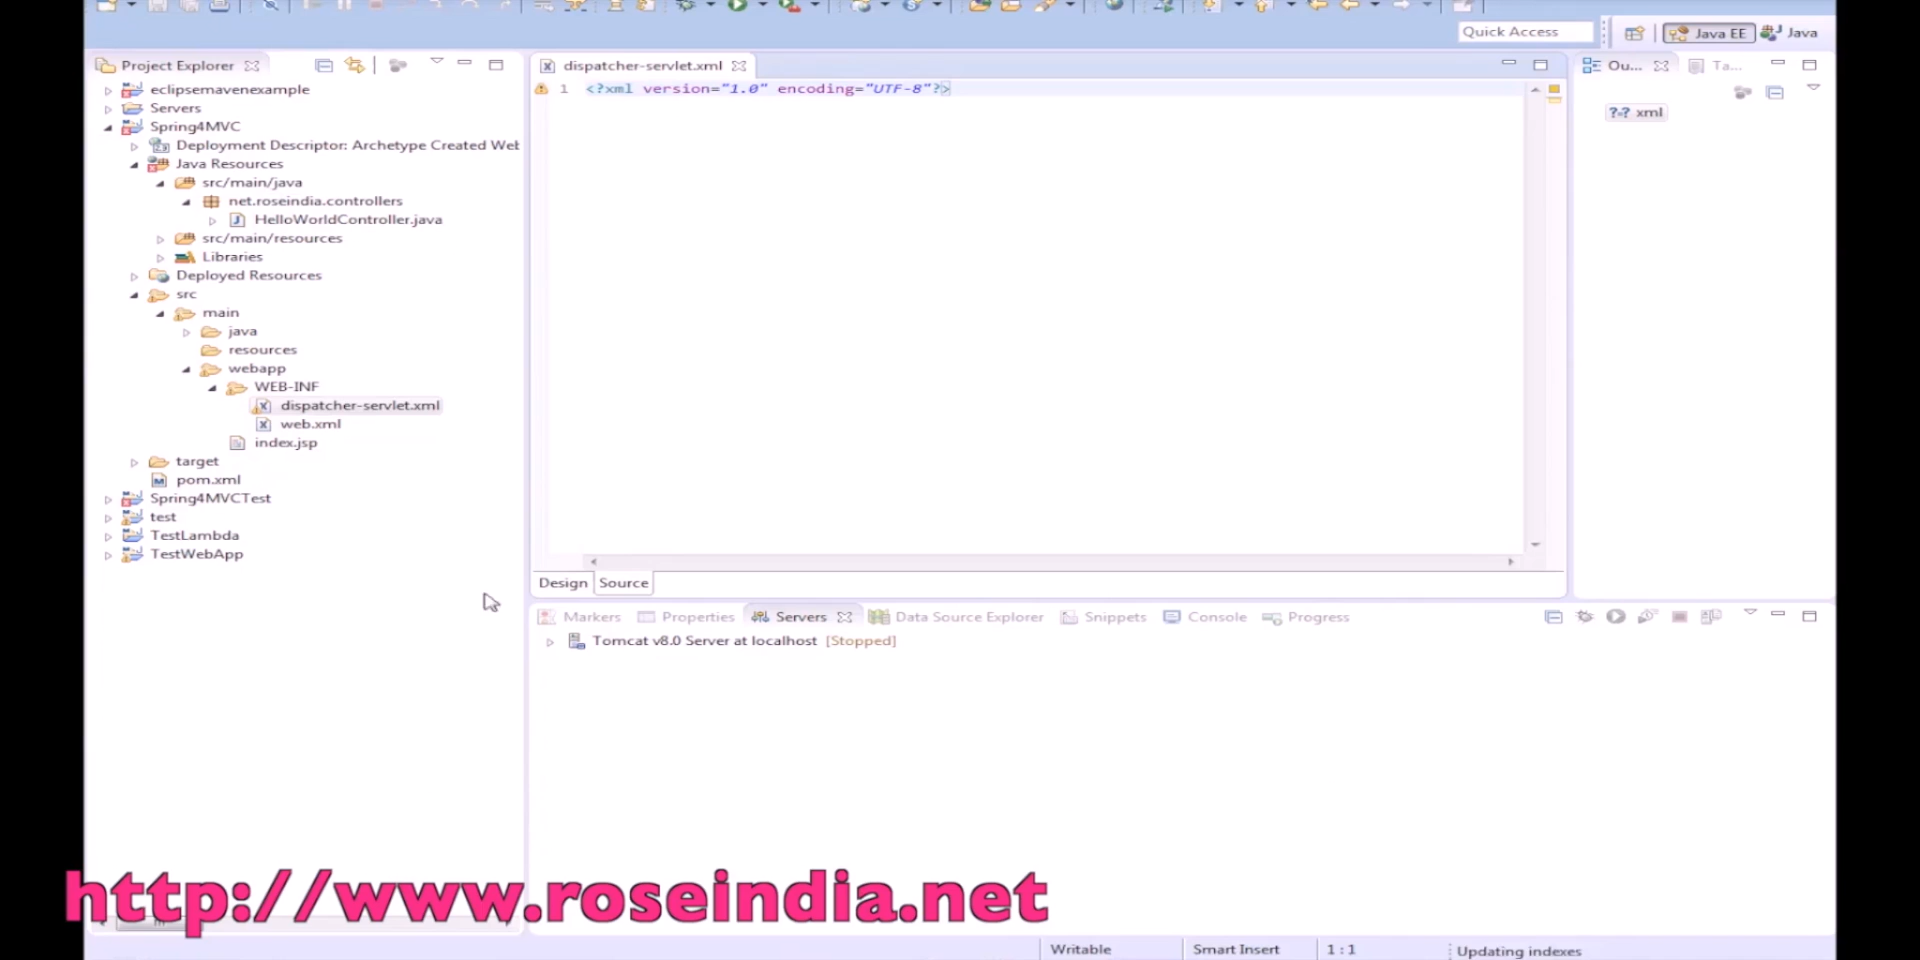 Quick Access
Java EE
Java
Project Explorer
eclipsemavenexample
Servers
Spring4MVC
Deployment Descriptor: Archetype Created Wet
Java Resources
src/main/java
net.roseindia.controllers
HelloWorldController.java
src/main/resources
Libraries
Deployed Resources
src
main
java
resources
webapp
WEB-INF
dispatcher-servlet.xml
web.xml
index.jsp
target
pom.xml
Spring4MVCTest
test
TestLambda
TestWebApp
dispatcher-servlet.xml
1 <?xml version="1.0" encoding="UTF-8"?>
Design Source
Ou...
Ta...
?=? xml
Markers Properties Servers Data Source Explorer Snippets Console Progress
Tomcat v8.0 Server at localhost [Stopped]
http://www.roseindia.net
Writable Smart Insert 1 : 1 Updating indexes